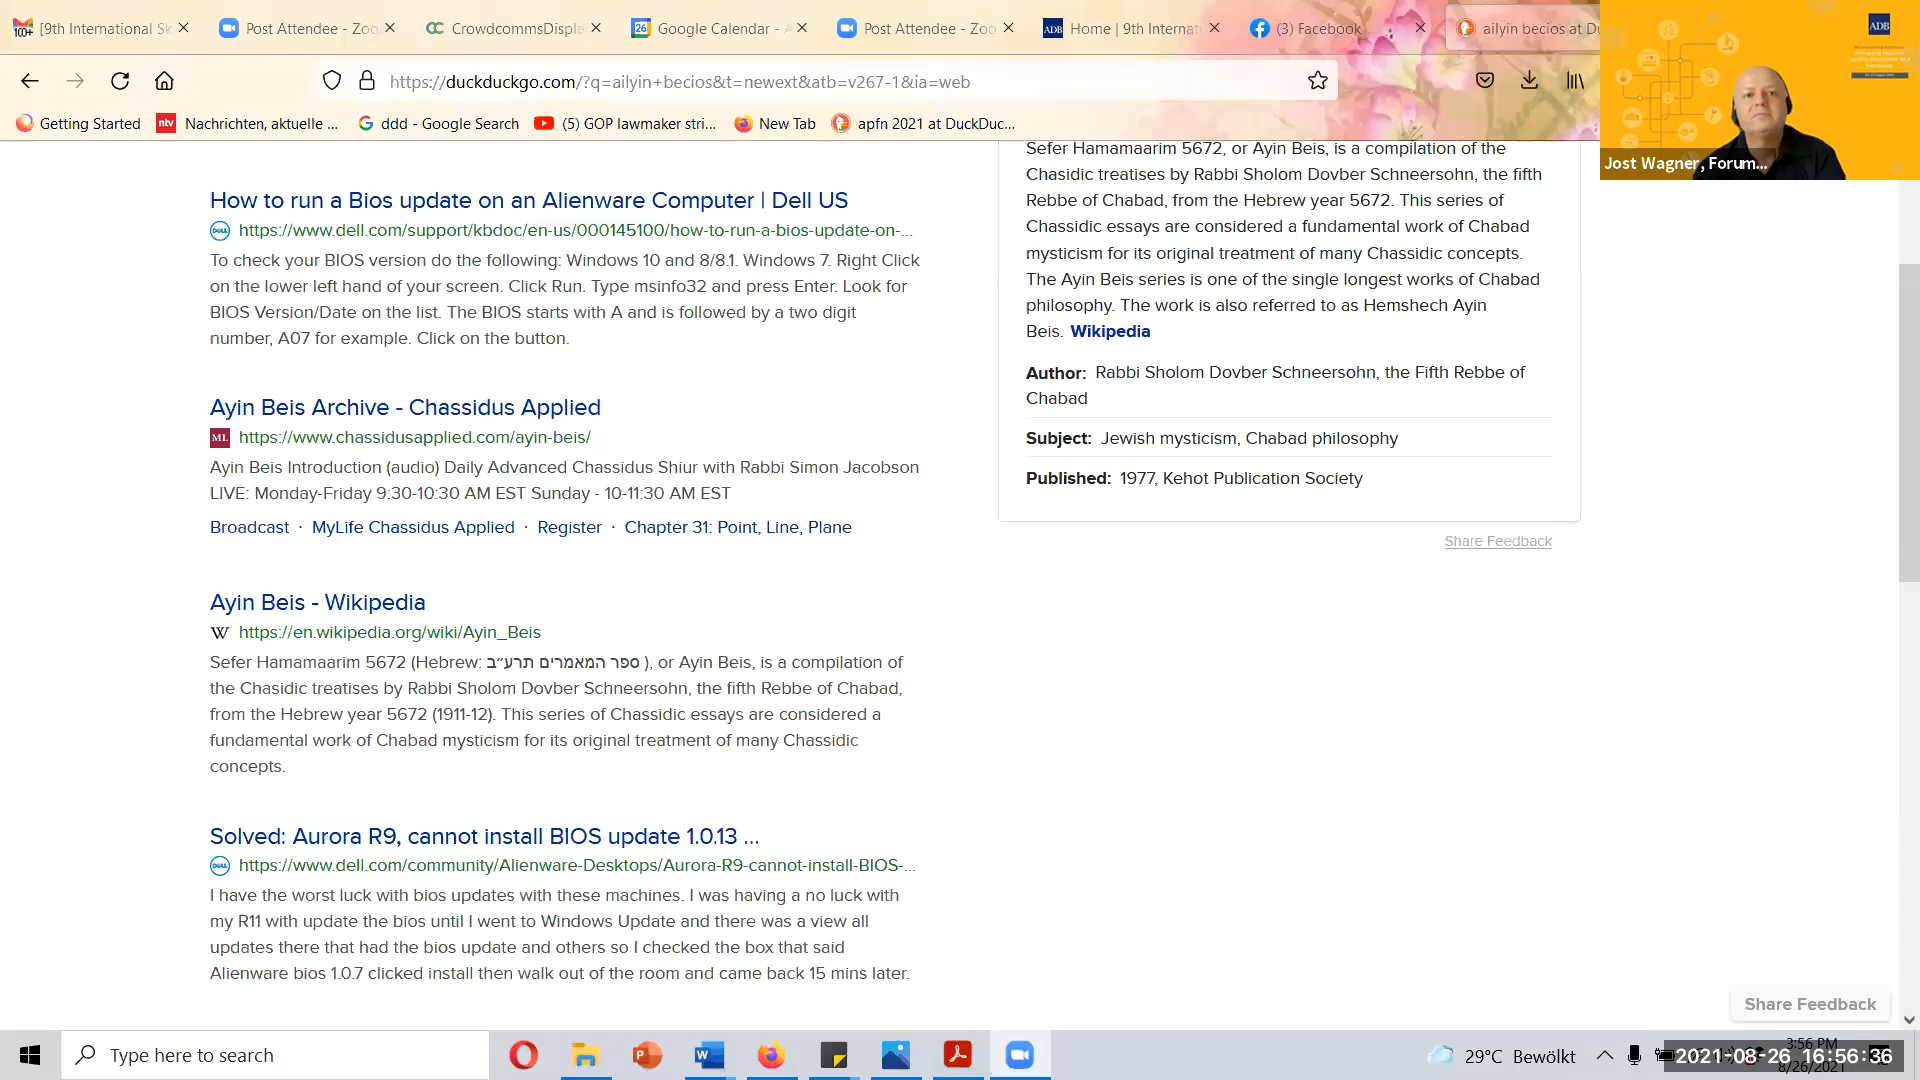 [9th International Sk
Post Attendee - Zoo
CrowdcommsDispla
Google Calendar - A
Post Attendee - Zoo
Home | 9th Internat
(3) Facebook
ailyin becios at Du
https://duckduckgo.com/?q=ailyin+becios&t=newext&atb=v267-1&ia=web
Getting Started
ntv
Nachrichten, aktuelle ...
ddd - Google Search
(5) GOP lawmaker stri...
New Tab
apfn 2021 at DuckDuc...
ADB
Jost Wagner, Forum...
How to run a Bios update on an Alienware Computer | Dell US
https://www.dell.com/support/kbdoc/en-us/000145100/how-to-run-a-bios-update-on-...
To check your BIOS version do the following: Windows 10 and 8/8.1. Windows 7. Right Click
on the lower left hand of your screen. Click Run. Type msinfo32 and press Enter. Look for
BIOS Version/Date on the list. The BIOS starts with A and is followed by a two digit
number, A07 for example. Click on the button.
Ayin Beis Archive - Chassidus Applied
ML
https://www.chassidusapplied.com/ayin-beis/
Ayin Beis Introduction (audio) Daily Advanced Chassidus Shiur with Rabbi Simon Jacobson
LIVE: Monday-Friday 9:30-10:30 AM EST Sunday - 10-11:30 AM EST
Broadcast · MyLife Chassidus Applied · Register · Chapter 31: Point, Line, Plane
Ayin Beis - Wikipedia
W https://en.wikipedia.org/wiki/Ayin_Beis
Sefer Hamamaarim 5672 (Hebrew: ספר המאמרים תרע״ב ), or Ayin Beis, is a compilation of
the Chasidic treatises by Rabbi Sholom Dovber Schneersohn, the fifth Rebbe of Chabad,
from the Hebrew year 5672 (1911-12). This series of Chassidic essays are considered a
fundamental work of Chabad mysticism for its original treatment of many Chassidic
concepts.
Solved: Aurora R9, cannot install BIOS update 1.0.13 ...
https://www.dell.com/community/Alienware-Desktops/Aurora-R9-cannot-install-BIOS-...
I have the worst luck with bios updates with these machines. I was having a no luck with
my R11 with update the bios until I went to Windows Update and there was a view all
updates there that had the bios update and others so I checked the box that said
Alienware bios 1.0.7 clicked install then walk out of the room and came back 15 mins later.
Sefer Hamamaarim 5672, or Ayin Beis, is a compilation of the
Chasidic treatises by Rabbi Sholom Dovber Schneersohn, the fifth
Rebbe of Chabad, from the Hebrew year 5672. This series of
Chassidic essays are considered a fundamental work of Chabad
mysticism for its original treatment of many Chassidic concepts.
The Ayin Beis series is one of the single longest works of Chabad
philosophy. The work is also referred to as Hemshech Ayin
Beis. Wikipedia
Author: Rabbi Sholom Dovber Schneersohn, the Fifth Rebbe of
Chabad
Subject: Jewish mysticism, Chabad philosophy
Published: 1977, Kehot Publication Society
Share Feedback
Share Feedback
Type here to search
29°C Bewölkt
3:56 PM
8/26/2021
2021-08-26 16:56:36